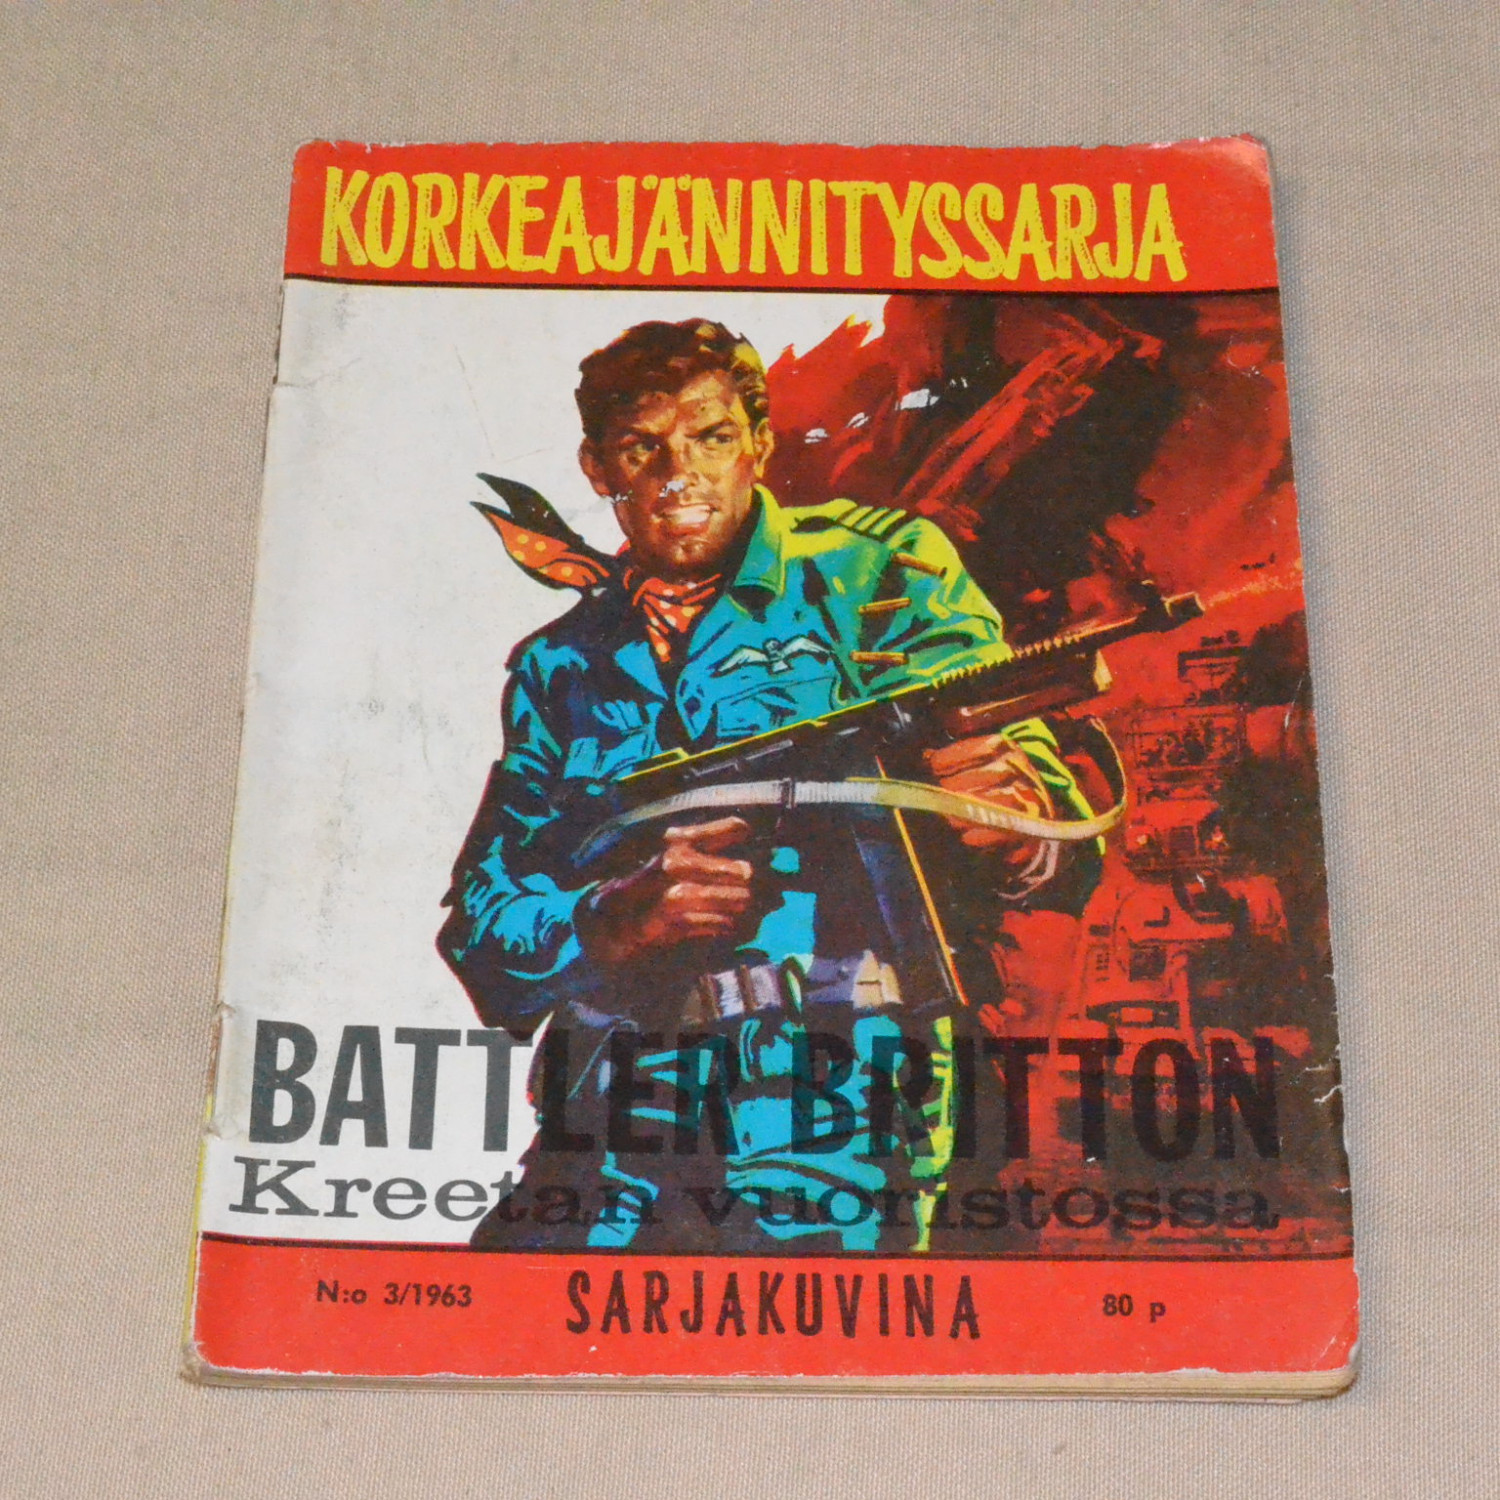 KORKEAJÄNNITYSSARJA
BATTLER BRITTON
Kreetan vuoristossa
N:o 3/1963 SARJAKUVINA 80 p